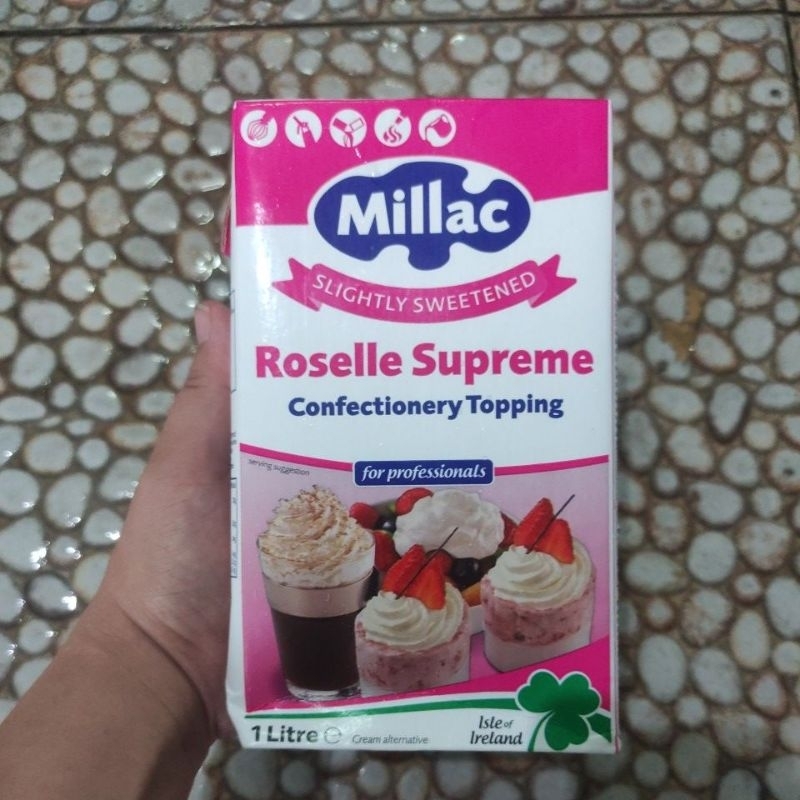 Millac
SLIGHTLY SWEETENED
Roselle Supreme
Confectionery Topping
for professionals
serving suggestion
1 Litre ℮
Cream alternative
Isle of
Ireland